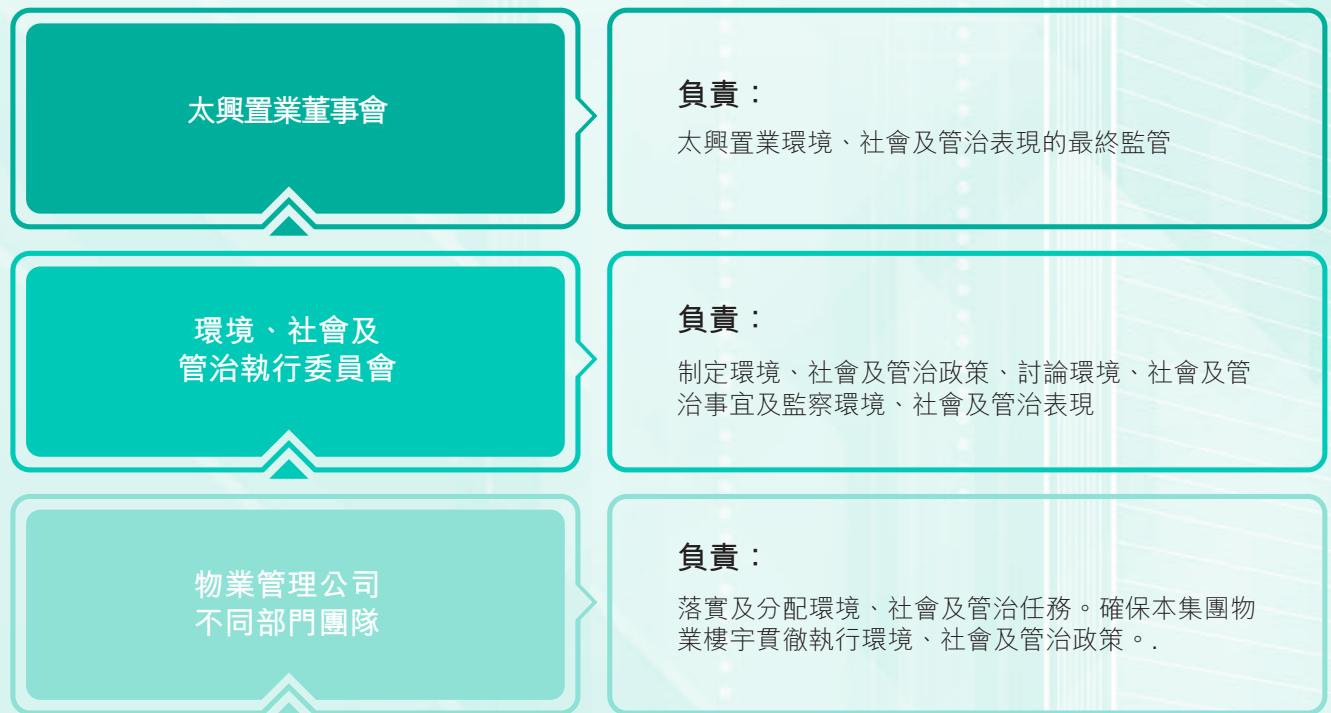 太興置業董事會
負責：
太興置業環境、社會及管治表現的最終監管
環境、社會及
管治執行委員會
負責：
制定環境、社會及管治政策、討論環境、社會及管
治事宜及監察環境、社會及管治表現
物業管理公司
不同部門團隊
負責：
落實及分配環境、社會及管治任務。確保本集團物
業樓宇貫徹執行環境、社會及管治政策。.